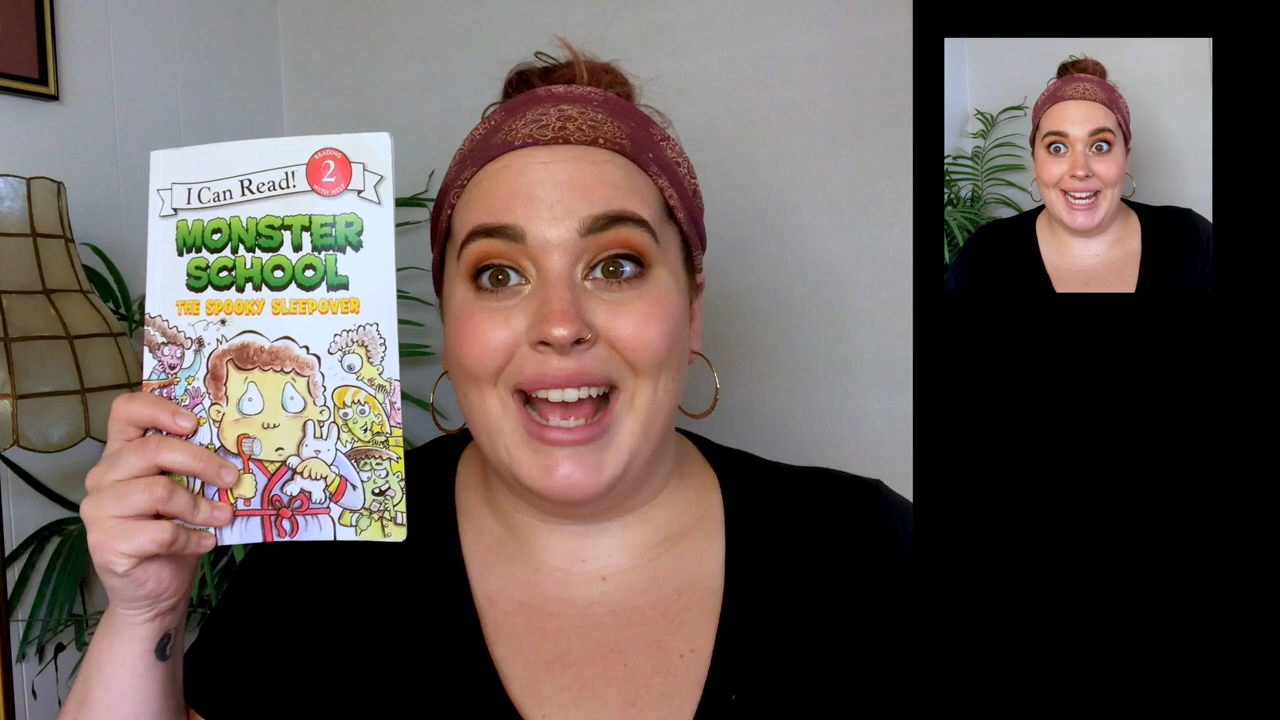 I Can Read!
READING
2
WITH HELP
MONSTER
SCHOOL
THE SPOOKY SLEEPOVER